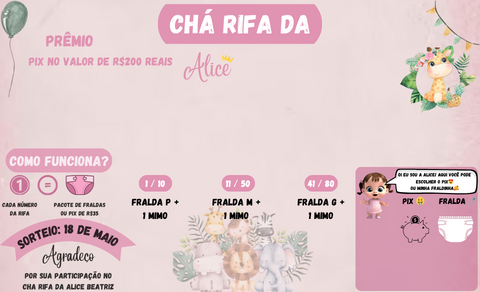 CHÁ RIFA DA
Alice
PRÊMIO
PIX NO VALOR DE R$200 REAIS
COMO FUNCIONA?
1 =
CADA NÚMERO
DA RIFA
PACOTE DE FRALDAS
OU PIX DE R$35
SORTEIO: 18 DE MAIO
Agradeco
POR SUA PARTICIPAÇÃO NO
CHA RIFA DA ALICE BEATRIZ
1 / 10
FRALDA P +
1 MIMO
11 / 50
FRALDA M +
1 MIMO
41 / 80
FRALDA G +
1 MIMO
OI EU SOU A ALICE! AQUI VOCÊ PODE
ESCOLHER O PIX😍
OU MINHA FRALDINHA🥰
PIX 🤑
FRALDA